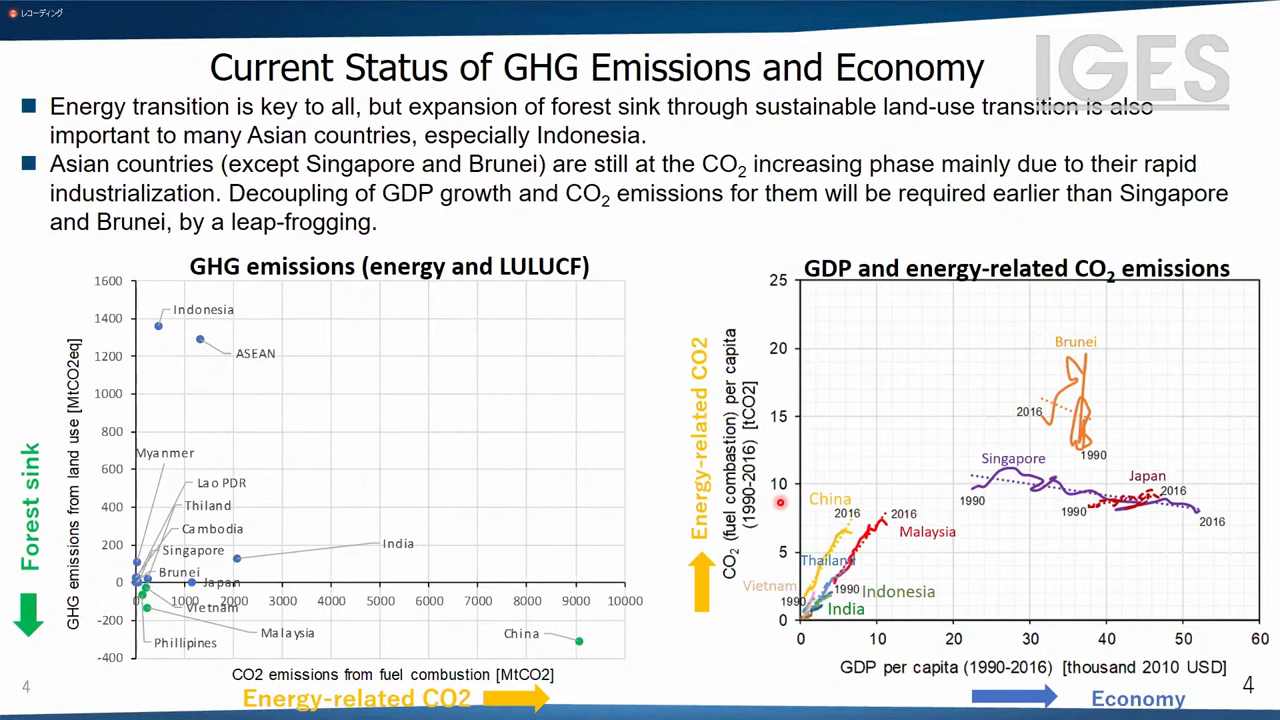 レコーディング
IGES
Current Status of GHG Emissions and Economy
Energy transition is key to all, but expansion of forest sink through sustainable land-use transition is also
important to many Asian countries, especially Indonesia.
Asian countries (except Singapore and Brunei) are still at the CO2 increasing phase mainly due to their rapid
industrialization. Decoupling of GDP growth and CO2 emissions for them will be required earlier than Singapore
and Brunei, by a leap-frogging.
GHG emissions (energy and LULUCF)
Forest sink
GHG emissions from land use [MtCO2eq]
1600
1400
1200
1000
800
600
400
200
0
-200
-400
Indonesia
ASEAN
Myanmer
Lao PDR
Thiland
Cambodia
Singapore
India
Brunei
Japan
0 1000 2000 3000 4000 5000 6000 7000 8000 9000 10000
Vietnam
Malaysia
China
Phillipines
CO2 emissions from fuel combustion [MtCO2]
Energy-related CO2
GDP and energy-related CO2 emissions
Energy-related CO2
CO2 (fuel combastion) per capita
(1990-2016) [tCO2]
25
20
15
10
5
0
Brunei
2016
1990
Singapore
1990
2016
Japan
2016
1990
China
2016
2016
Malaysia
Thailand
Vietnam
1990
1990
Indonesia
India
0 10 20 30 40 50 60
GDP per capita (1990-2016) [thousand 2010 USD]
Economy
4
4